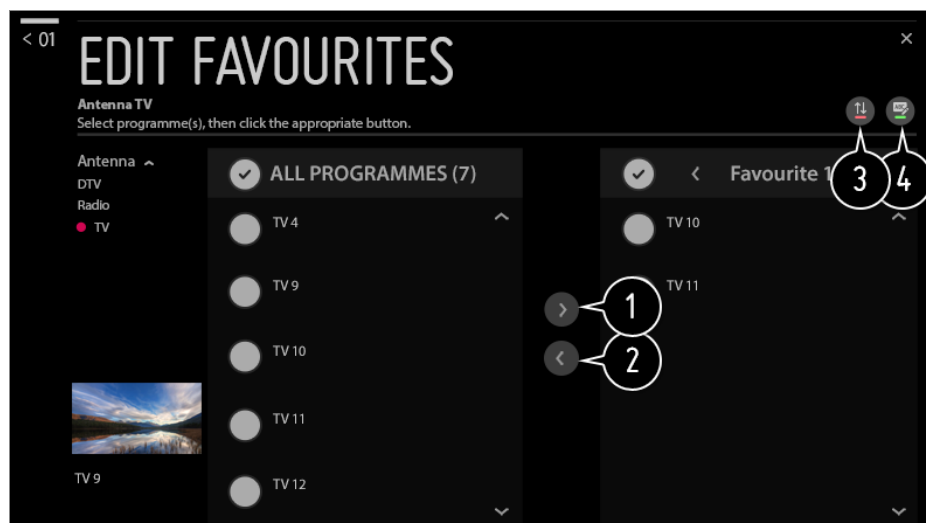 < 01
EDIT FAVOURITES
Antenna TV
Select programme(s), then click the appropriate button.
3
4
Antenna
DTV
Radio
TV
TV 9
ALL PROGRAMMES (7)
TV 4
TV 9
TV 10
TV 11
TV 12
1
2
Favourite 1
TV 10
TV 11